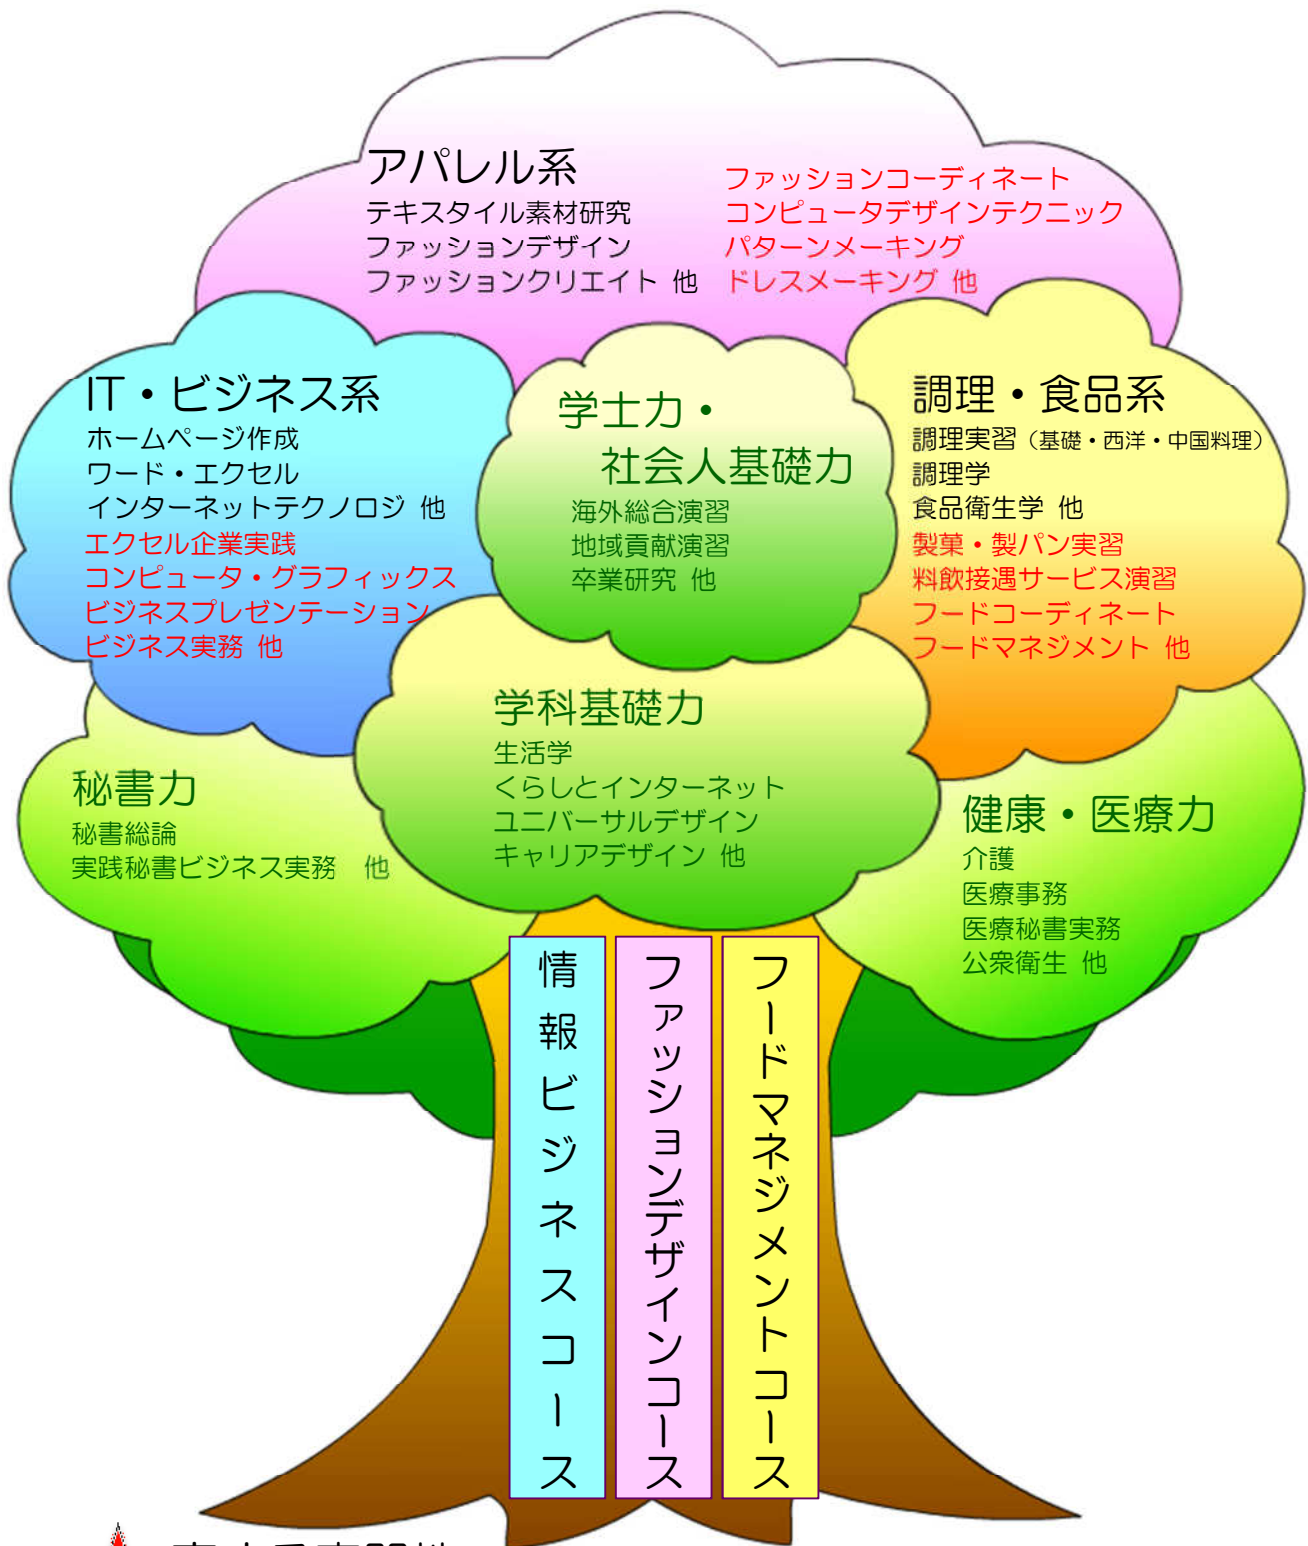 アパレル系
テキスタイル素材研究
ファッションデザイン
ファッションクリエイト 他
ファッションコーディネート
コンピュータデザインテクニック
パターンメーキング
ドレスメーキング 他
IT・ビジネス系
ホームページ作成
ワード・エクセル
インターネットテクノロジ 他
エクセル企業実践
コンピュータ・グラフィックス
ビジネスプレゼンテーション
ビジネス実務 他
学士力・
社会人基礎力
海外総合演習
地域貢献演習
卒業研究 他
調理・食品系
調理実習（基礎・西洋・中国料理）
調理学
食品衛生学 他
製菓・製パン実習
料飲接遇サービス演習
フードコーディネート
フードマネジメント 他
学科基礎力
生活学
くらしとインターネット
ユニバーサルデザイン
キャリアデザイン 他
秘書力
秘書総論
実践秘書ビジネス実務 他
健康・医療力
介護
医療事務
医療秘書実務
公衆衛生 他
情報ビジネスコース
ファッションデザインコース
フードマネジメントコース